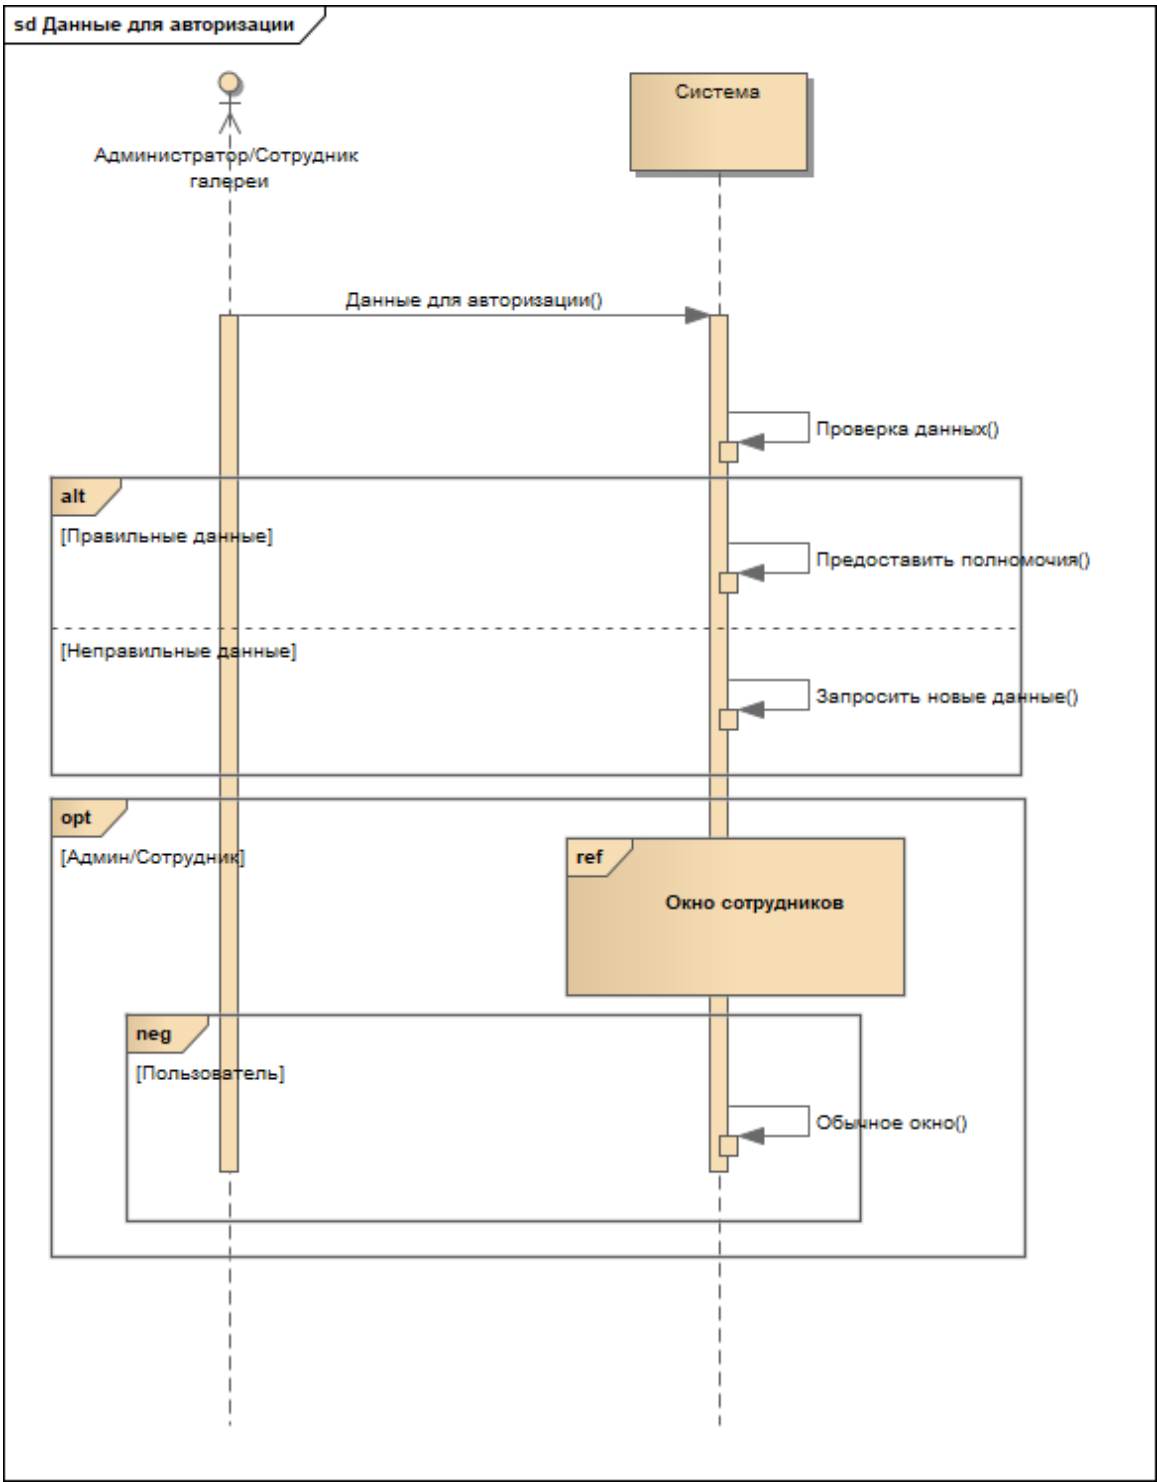 sd Данные для авторизации
Администратор/Сотрудник
галереи
Система
Данные для авторизации()
Проверка данных()
alt
[Правильные данные]
Предоставить полномочия()
[Неправильные данные]
Запросить новые данные()
opt
[Админ/Сотрудник]
ref
Окно сотрудников
neg
[Пользователь]
Обычное окно()